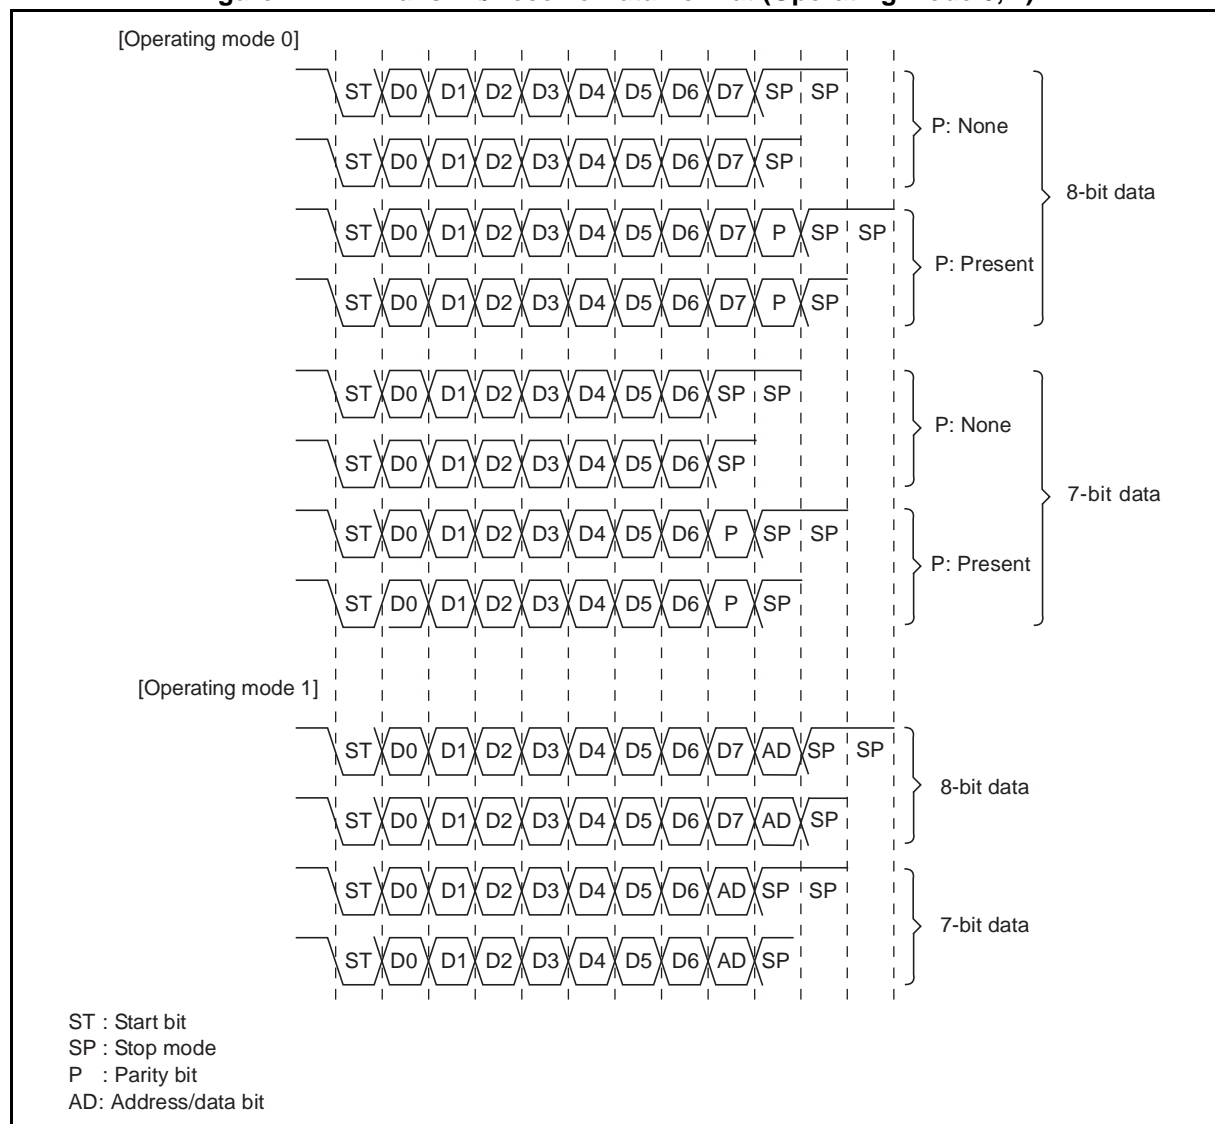 (Operating mode 0, 1)
[Operating mode 0]
ST D0 D1 D2 D3 D4 D5 D6 D7 SP SP
P: None
ST D0 D1 D2 D3 D4 D5 D6 D7 SP
8-bit data
ST D0 D1 D2 D3 D4 D5 D6 D7 P SP SP
P: Present
ST D0 D1 D2 D3 D4 D5 D6 D7 P SP
ST D0 D1 D2 D3 D4 D5 D6 SP SP
P: None
ST D0 D1 D2 D3 D4 D5 D6 SP
7-bit data
ST D0 D1 D2 D3 D4 D5 D6 P SP SP
P: Present
ST D0 D1 D2 D3 D4 D5 D6 P SP
[Operating mode 1]
ST D0 D1 D2 D3 D4 D5 D6 D7 AD SP SP
8-bit data
ST D0 D1 D2 D3 D4 D5 D6 D7 AD SP
ST D0 D1 D2 D3 D4 D5 D6 AD SP SP
7-bit data
ST D0 D1 D2 D3 D4 D5 D6 AD SP
ST : Start bit
SP : Stop mode
P : Parity bit
AD: Address/data bit